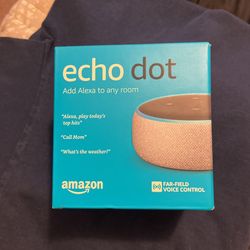 echo dot
Add Alexa to any room
"Alexa, play today's
top hits"
"Call Mom"
"What's the weather?"
amazon
FAR-FIELD
VOICE CONTROL